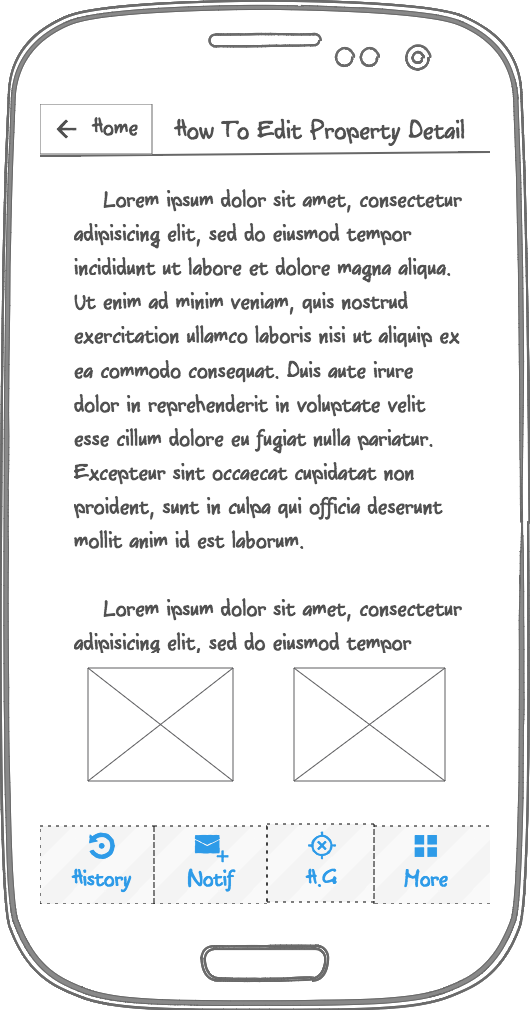 Home How To Edit Property Detail
Lorem ipsum dolor sit amet, consectetur
adipisicing elit, sed do eiusmod tempor
incididunt ut labore et dolore magna aliqua.
Ut enim ad minim veniam, quis nostrud
exercitation ullamco laboris nisi ut aliquip ex
ea commodo consequat. Duis aute irure
dolor in reprehenderit in voluptate velit
esse cillum dolore eu fugiat nulla pariatur.
Excepteur sint occaecat cupidatat non
proident, sunt in culpa qui officia deserunt
mollit anim id est laborum.
Lorem ipsum dolor sit amet, consectetur
adipisicing elit, sed do eiusmod tempor
History Notif H.G More